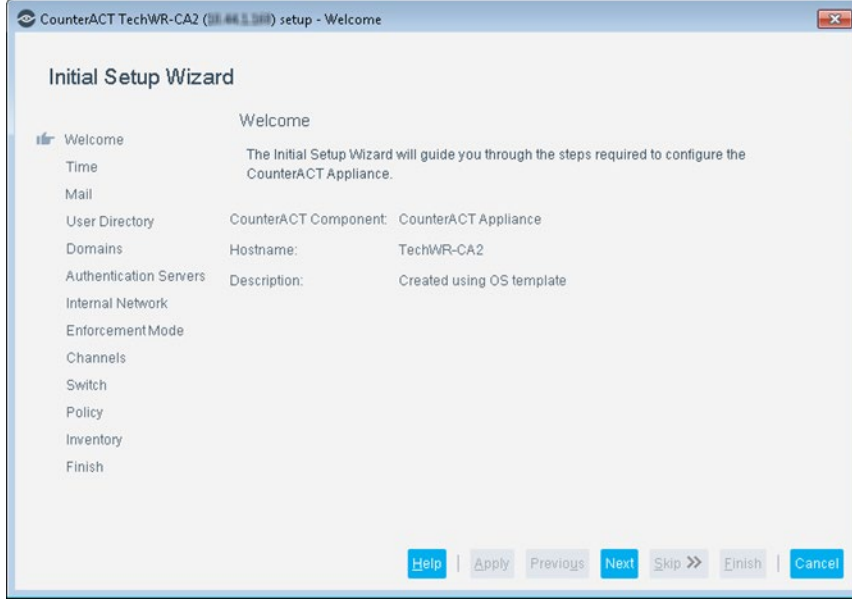 CounterACT TechWR-CA2 ( ) setup - Welcome
Initial Setup Wizard
Welcome
Time
Mail
User Directory
Domains
Authentication Servers
Internal Network
Enforcement Mode
Channels
Switch
Policy
Inventory
Finish
Welcome
The Initial Setup Wizard will guide you through the steps required to configure the
CounterACT Appliance.
CounterACT Component: CounterACT Appliance
Hostname: TechWR-CA2
Description: Created using OS template
Help | Apply Previous Next Skip >> Finish | Cancel